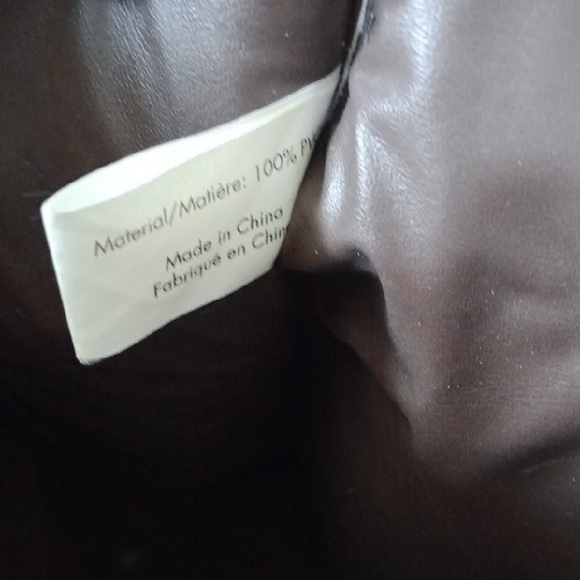 Material/Matière: 100%
Made in China
Fabriqué en